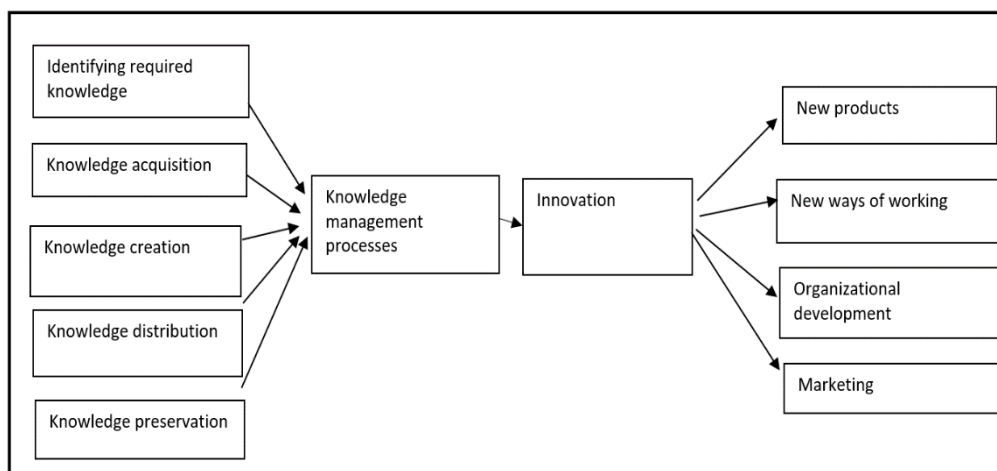 Identifying required
knowledge
Knowledge acquisition
Knowledge creation
Knowledge distribution
Knowledge preservation
Knowledge
management
processes
Innovation
New products
New ways of working
Organizational
development
Marketing